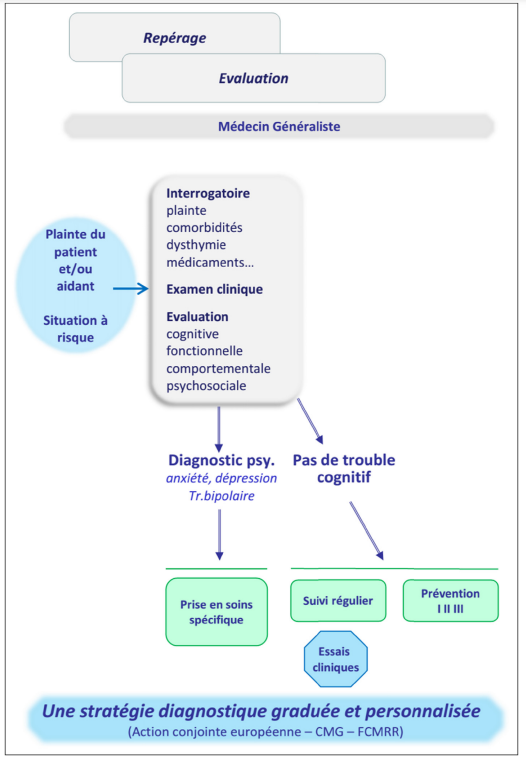 Repérage
Evaluation
Médecin Généraliste
Plainte du
patient
et/ou
aidant
Situation à
risque
Interrogatoire
plainte
comorbidités
dysthymie
médicaments...
Examen clinique
Evaluation
cognitive
fonctionnelle
comportementale
psychosociale
Diagnostic psy.
anxiété, dépression
Tr.bipolaire
Pas de trouble
cognitif
Prise en soins
spécifique
Suivi régulier
Prévention
I II III
Essais
cliniques
Une stratégie diagnostique graduée et personnalisée
(Action conjointe européenne – CMG – FCMRR)